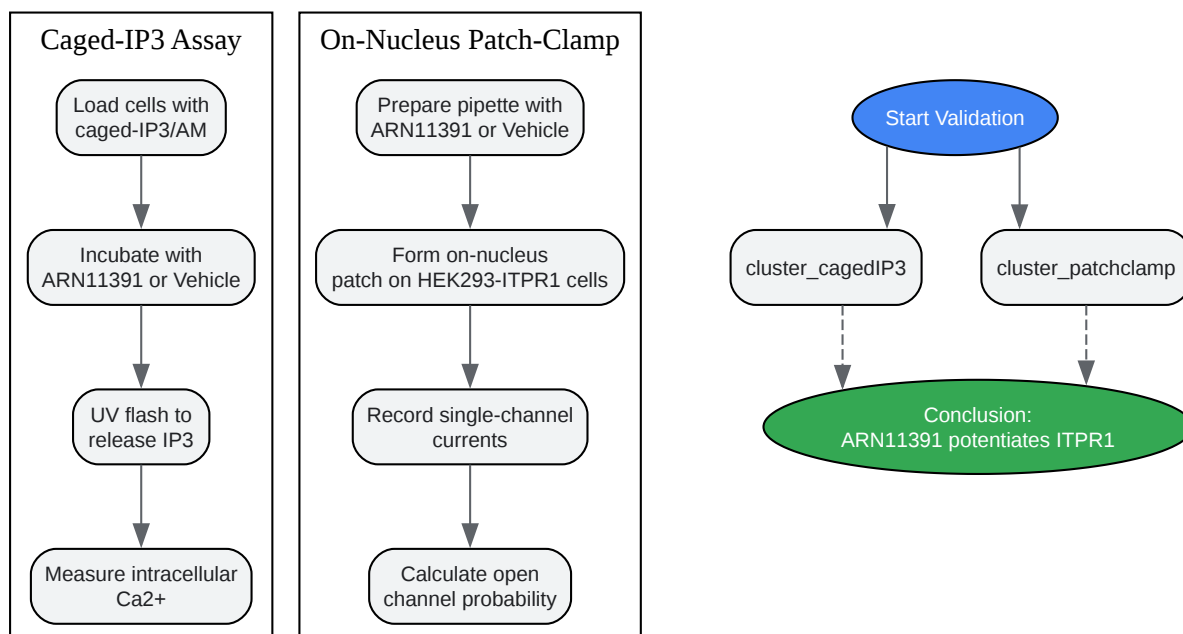 Caged-IP3 Assay
Load cells with
caged-IP3/AM
Incubate with
ARN11391 or Vehicle
UV flash to
release IP3
Measure intracellular
Ca2+
On-Nucleus Patch-Clamp
Prepare pipette with
ARN11391 or Vehicle
Form on-nucleus
patch on HEK293-ITPR1 cells
Record single-channel
currents
Calculate open
channel probability
Start Validation
cluster_cagedIP3
cluster_patchclamp
Conclusion:
ARN11391 potentiates ITPR1